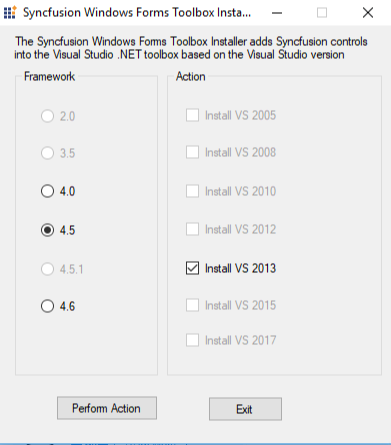 Syncfusion Windows Forms Toolbox Insta...
The Syncfusion Windows Forms Toolbox Installer adds Syncfusion controls
into the Visual Studio .NET toolbox based on the Visual Studio version
Framework
Action
2.0
Install VS 2005
3.5
Install VS 2008
4.0
Install VS 2010
4.5
Install VS 2012
4.5.1
Install VS 2013
4.6
Install VS 2015
Install VS 2017
Perform Action
Exit